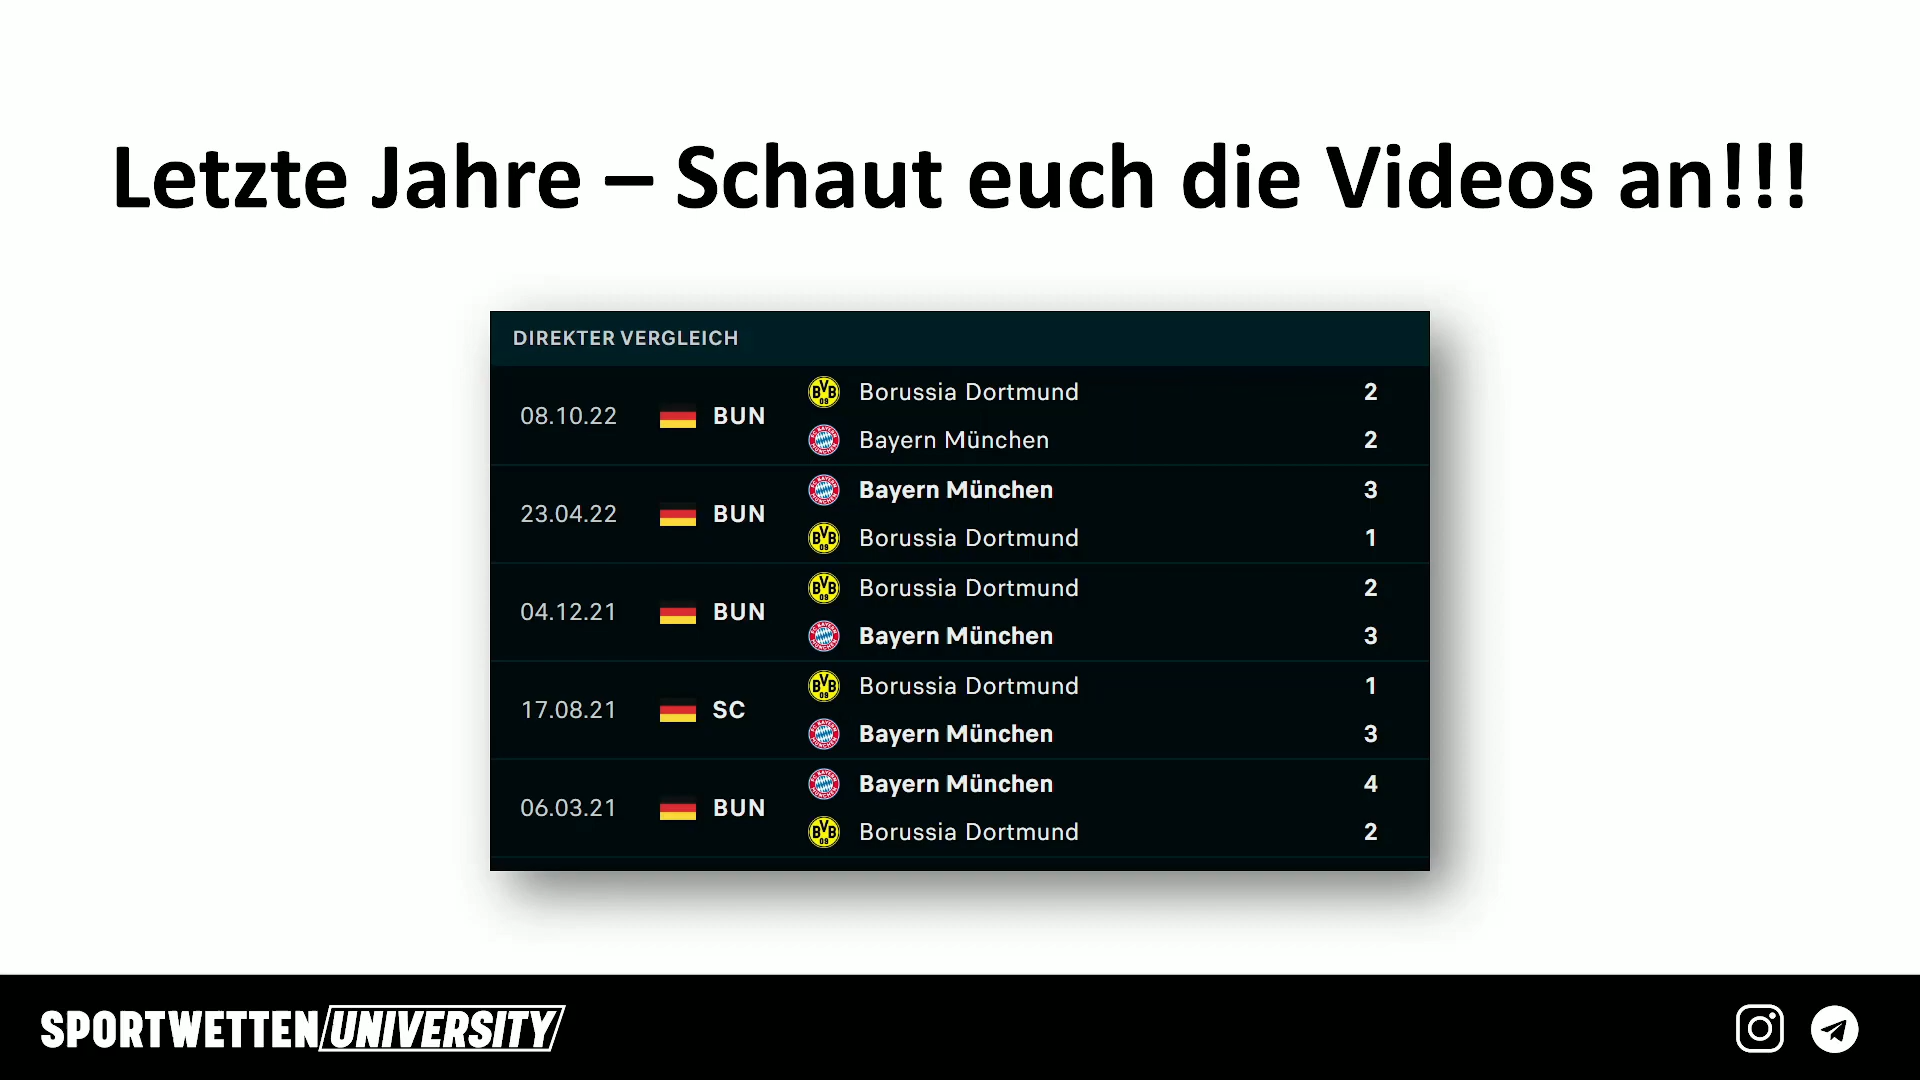 Letzte Jahre – Schaut euch die Videos an!!!
DIREKTER VERGLEICH
08.10.22 BUN
Borussia Dortmund 2
Bayern München 2
23.04.22 BUN
Bayern München 3
Borussia Dortmund 1
04.12.21 BUN
Borussia Dortmund 2
Bayern München 3
17.08.21 SC
Borussia Dortmund 1
Bayern München 3
06.03.21 BUN
Bayern München 4
Borussia Dortmund 2
SPORTWETTEN UNIVERSITY